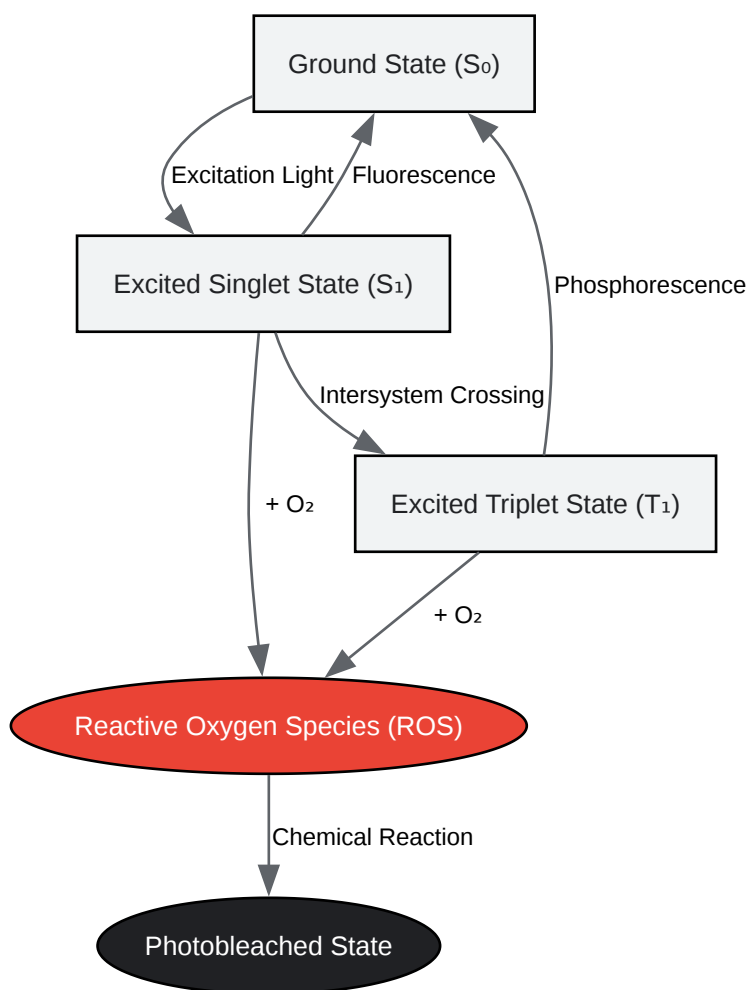 Ground State (S₀)
Excitation Light
Fluorescence
Excited Singlet State (S₁)
Phosphorescence
Intersystem Crossing
+ O₂
Excited Triplet State (T₁)
+ O₂
Reactive Oxygen Species (ROS)
Chemical Reaction
Photobleached State